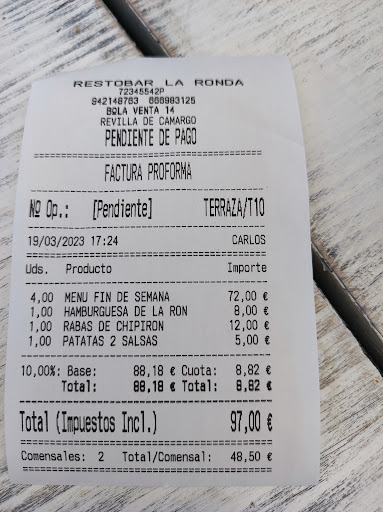 RESTOBAR LA RONDA
72345542P
942148763 666983125
BOLA VENTA 14
REVILLA DE CAMARGO
PENDIENTE DE PAGO
FACTURA PROFORMA
Nº Op.: [Pendiente] TERRAZA/T10
19/03/2023 17:24 CARLOS
Uds. Producto Importe
4,00 MENU FIN DE SEMANA 72,00 €
1,00 HAMBURGUESA DE LA RON 8,00 €
1,00 RABAS DE CHIPIRON 12,00 €
1,00 PATATAS 2 SALSAS 5,00 €
10,00%: Base: 88,18 € Cuota: 8,82 €
Total: 88,18 € Total: 8,82 €
Total (Impuestos Incl.) 97,00 €
Comensales: 2 Total/Comensal: 48,50 €